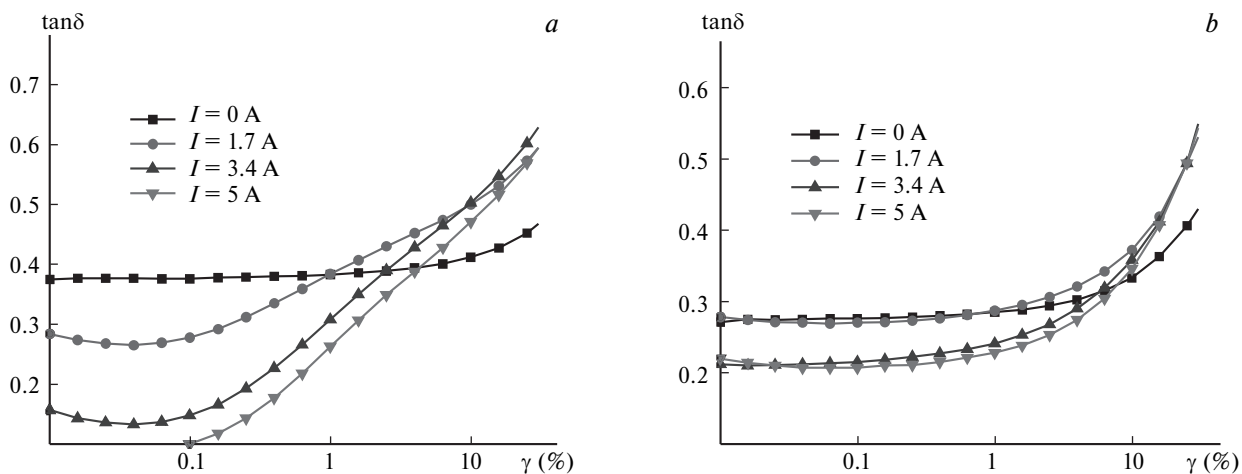 tanδ
a
0.7
0.6
0.5
0.4
0.3
0.2
I = 0 A
I = 1.7 A
I = 3.4 A
I = 5 A
0.1 1 10 γ (%)
tanδ
b
0.6
0.5
0.4
0.3
0.2
I = 0 A
I = 1.7 A
I = 3.4 A
I = 5 A
0.1 1 10 γ (%)